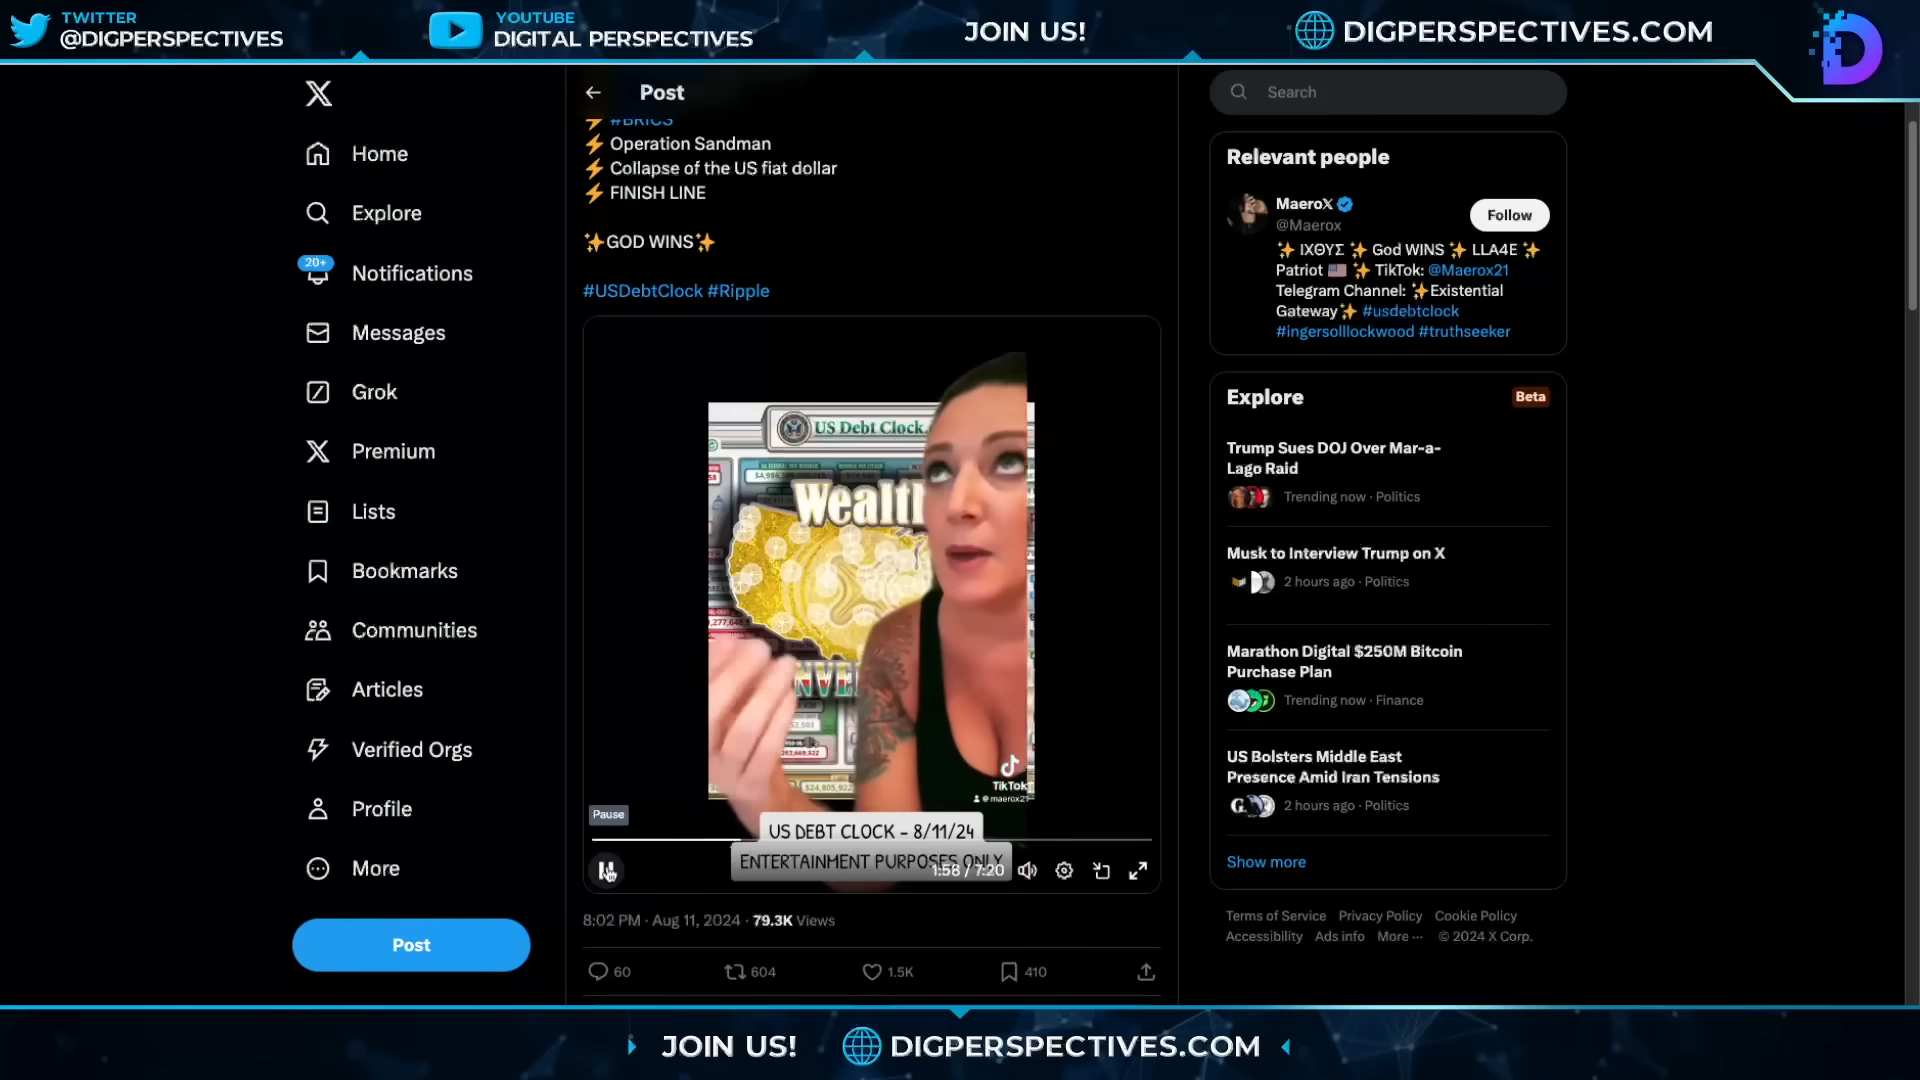 TWITTER
@DIGPERSPECTIVES
YOUTUBE
DIGITAL PERSPECTIVES
JOIN US!
DIGPERSPECTIVES.COM
Home
Explore
20+
Notifications
Messages
Grok
Premium
Lists
Bookmarks
Communities
Articles
Verified Orgs
Profile
More
Post
Post
⚡ #BRICS
⚡ Operation Sandman
⚡ Collapse of the US fiat dollar
⚡ FINISH LINE
✨GOD WINS✨
#USDebtClock #Ripple
US Debt Clock.
Wealth
NVE
TikTok
@maerox21
Pause
US DEBT CLOCK – 8/11/24
ENTERTAINMENT PURPOSES ONLY
1:58 / 7:20
8:02 PM · Aug 11, 2024 · 79.3K Views
60
604
1.5K
410
Search
Relevant people
MaeroX
@Maerox
Follow
✨ ΙΧΘΥΣ ✨ God WINS ✨ LLA4E ✨
Patriot 🇺🇸 ✨ TikTok: @Maerox21
Telegram Channel: ✨Existential
Gateway✨ #usdebtclock
#ingersolllockwood #truthseeker
Explore
Beta
Trump Sues DOJ Over Mar-a-
Lago Raid
Trending now · Politics
Musk to Interview Trump on X
2 hours ago · Politics
Marathon Digital $250M Bitcoin
Purchase Plan
Trending now · Finance
US Bolsters Middle East
Presence Amid Iran Tensions
2 hours ago · Politics
Show more
Terms of Service Privacy Policy Cookie Policy
Accessibility Ads info More ··· © 2024 X Corp.
JOIN US!
DIGPERSPECTIVES.COM